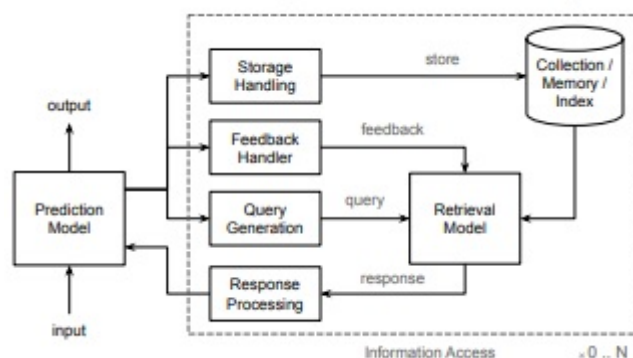 Storage
Handling
store
Collection /
Memory /
Index
output
Feedback
Handler
feedback
Prediction
Model
Query
Generation
query
Retrieval
Model
Response
Processing
response
input
Information Access
×0 .. N